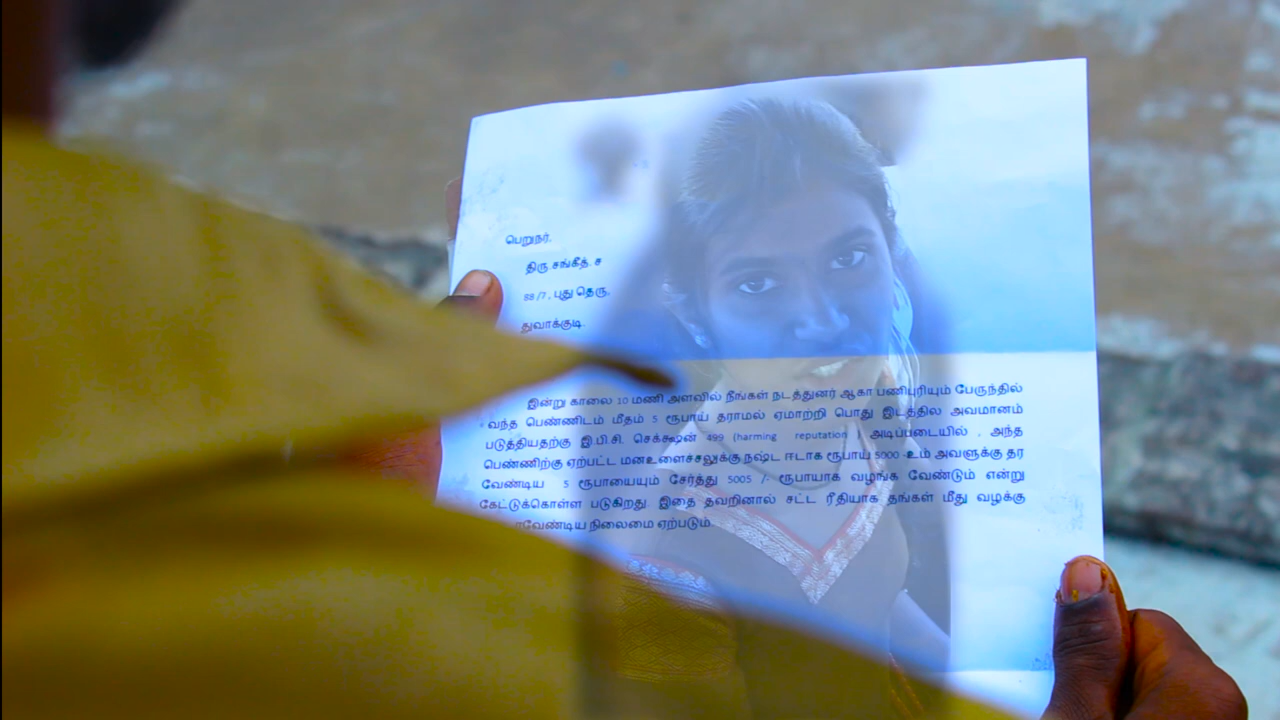 பெறுநர்,
திரு.சங்கீத். ச
88 /7 , புது தெரு,
துவாக்குடி.
இன்று காலை 10 மணி அளவில் நீங்கள் நடத்துனர் ஆகா பணிபுரியும் பேருந்தில்
வந்த பெண்ணிடம் மீதம் 5 ரூபாய் தராமல் ஏமாற்றி பொது இடத்தில அவமானம்
படுத்தியதற்கு இ.பி.சி. செக்க்ஷன் 499 (harming reputation ) அடிப்படையில் , அந்த
பெண்ணிற்கு ஏற்பட்ட மனஉளைச்சலுக்கு நஷ்ட ஈடாக ரூபாய் 5000 -உம் அவளுக்கு தர
வேண்டிய 5 ரூபாயையும் சேர்த்து 5005 /- ரூபாயாக வழங்க வேண்டும் என்று
கேட்டுக்கொள்ள படுகிறது. இதை தவறினால் சட்ட ரீதியாக தங்கள் மீது வழக்கு
நிலைமை ஏற்படும்.